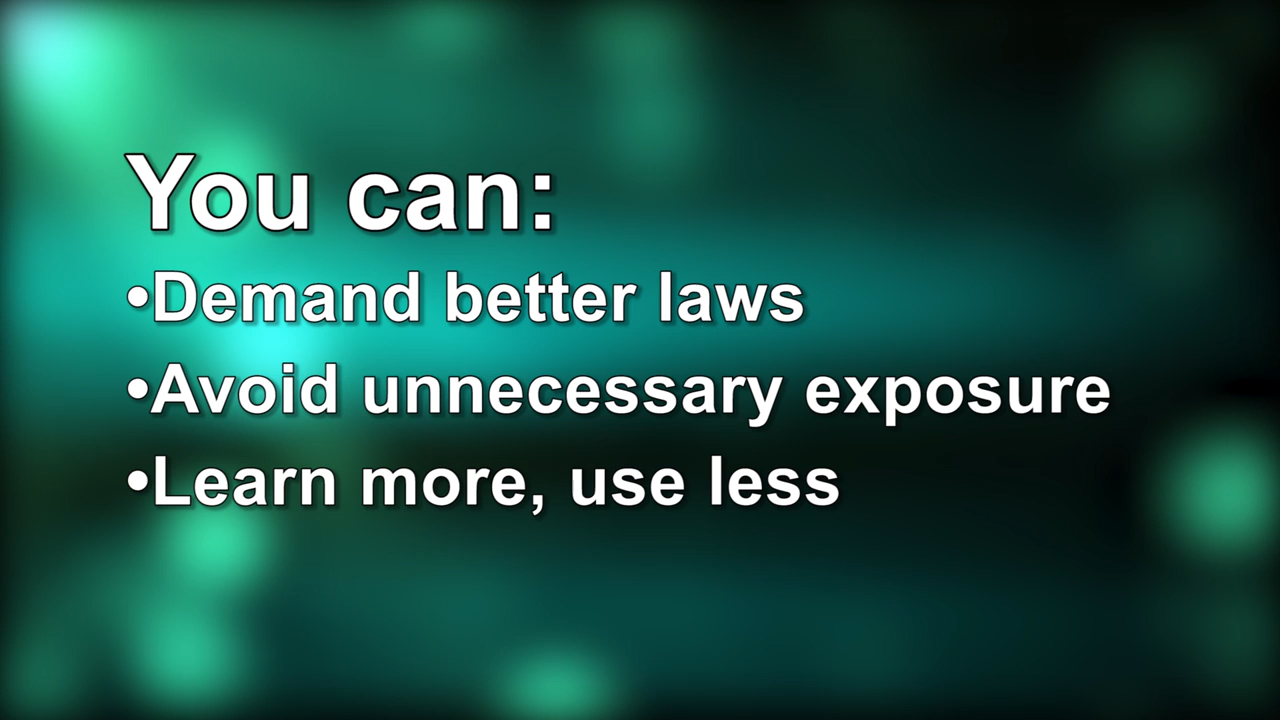 You can:
•Demand better laws
•Avoid unnecessary exposure
•Learn more, use less